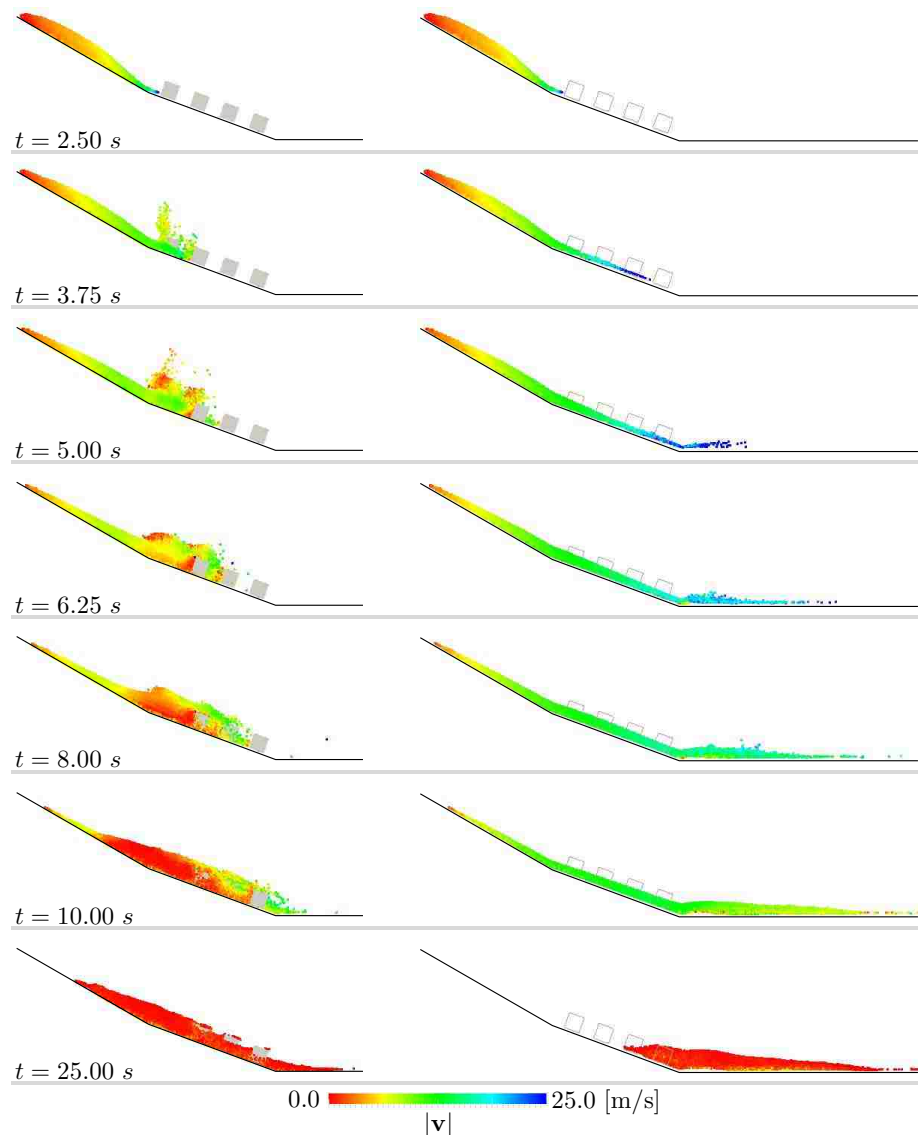 t = 2.50 s
t = 3.75 s
t = 5.00 s
t = 6.25 s
t = 8.00 s
t = 10.00 s
t = 25.00 s
0.0 25.0 [m/s]
|v|